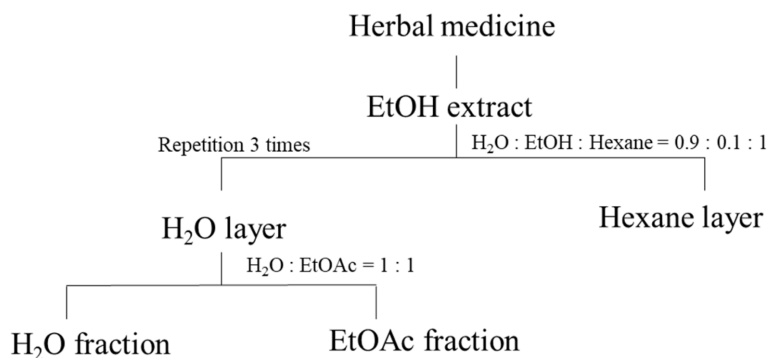 Herbal medicine
EtOH extract
Repetition 3 times
H₂O : EtOH : Hexane = 0.9 : 0.1 : 1
H₂O layer
Hexane layer
H₂O : EtOAc = 1 : 1
H₂O fraction
EtOAc fraction